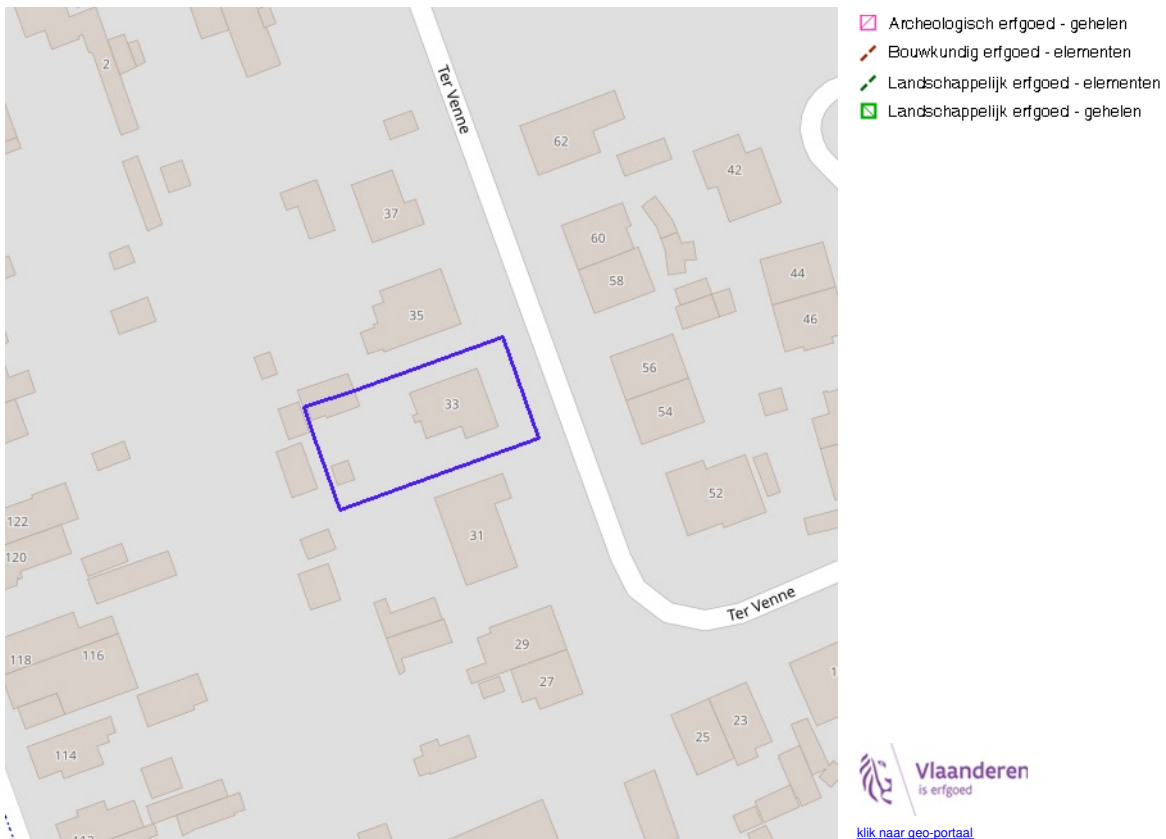 Archeologisch erfgoed - gehelen
Bouwkundig erfgoed - elementen
Landschappelijk erfgoed - elementen
Landschappelijk erfgoed - gehelen
2
Ter Venne
62
42
37
60
58
44
35
46
56
33
54
52
122
31
120
29
118
116
Ter Venne
27
23
25
114
Vlaanderen
is erfgoed
klik naar geo-portaal